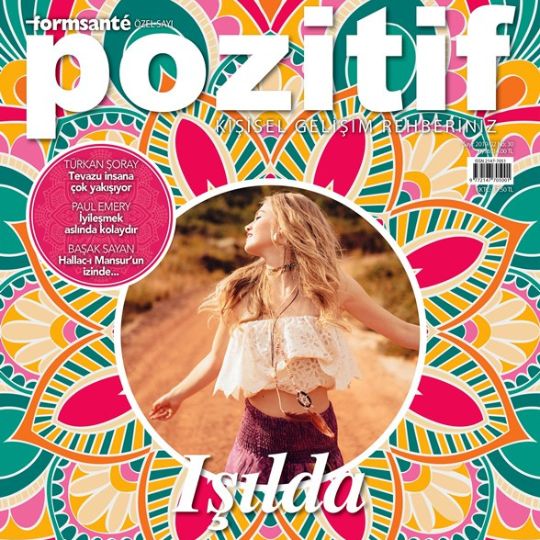 formsanté ÖZEL SAYI
pozitif
KİŞİSEL GELİŞİM REHBERİNİZ
TÜRKAN ŞORAY
Tevazu insana
çok yakışıyor
PAUL EMERY
İyileşmek
aslında kolaydır
BAŞAK SAYAN
Hallac-ı Mansur'un
izinde...
Işılda